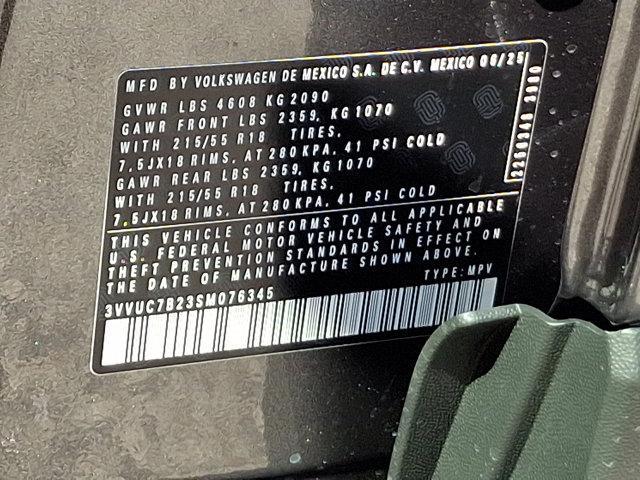 MFD BY VOLKSWAGEN DE MEXICO S.A. DE C.V. MEXICO 06/25
GVWR LBS 4608 KG 2090
GAWR FRONT LBS 2359, KG 1070
WITH 215/55 R18 TIRES,
7,5JX18 RIMS, AT 280 KPA, 41 PSI COLD
GAWR REAR LBS 2359, KG 1070
WITH 215/55 R18 TIRES,
7,5JX18 RIMS, AT 280 KPA, 41 PSI COLD
THIS VEHICLE CONFORMS TO ALL APPLICABLE
U.S. FEDERAL MOTOR VEHICLE SAFETY AND
THEFT PREVENTION STANDARDS IN EFFECT ON
THE DATE OF MANUFACTURE SHOWN ABOVE.
TYPE: MPV
3VVUC7B23SM076345